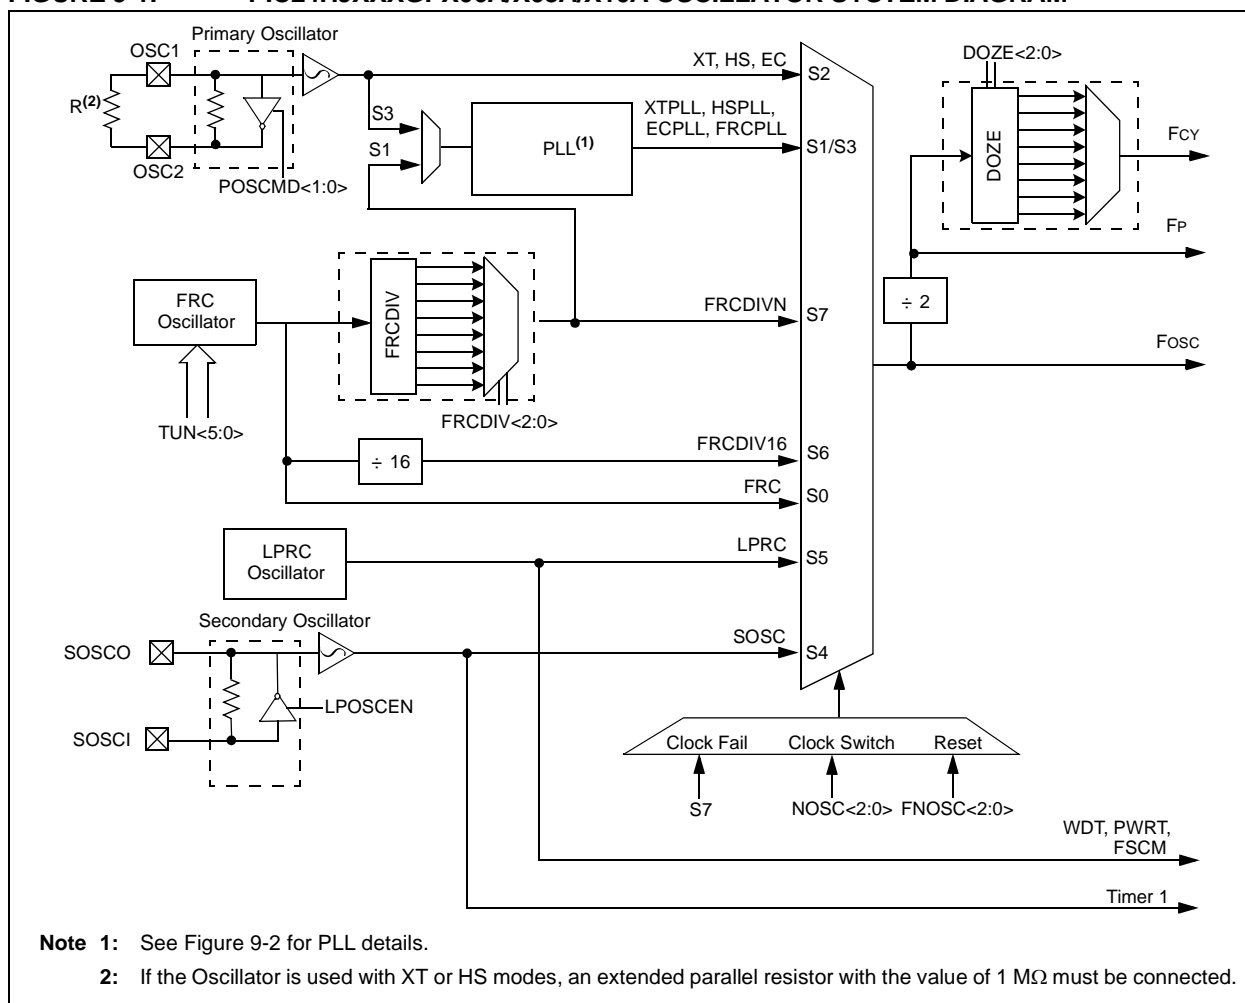 Primary Oscillator
OSC1
R(2)
OSC2
POSCMD<1:0>
S3
S1
PLL(1)
XT, HS, EC
XTPLL, HSPLL,
ECPLL, FRCPLL
S2
S1/S3
DOZE<2:0>
DOZE
FCY
FP
÷ 2
FOSC
FRC
Oscillator
TUN<5:0>
FRCDIV
FRCDIV<2:0>
FRCDIVN
S7
÷ 16
FRCDIV16
S6
FRC
S0
LPRC
Oscillator
LPRC
S5
Secondary Oscillator
SOSCO
SOSCI
LPOSCEN
SOSC
S4
Clock Fail
Clock Switch
Reset
S7
NOSC<2:0>
FNOSC<2:0>
WDT, PWRT,
FSCM
Timer 1
Note 1: See Figure 9-2 for PLL details.
2: If the Oscillator is used with XT or HS modes, an extended parallel resistor with the value of 1 MΩ must be connected.